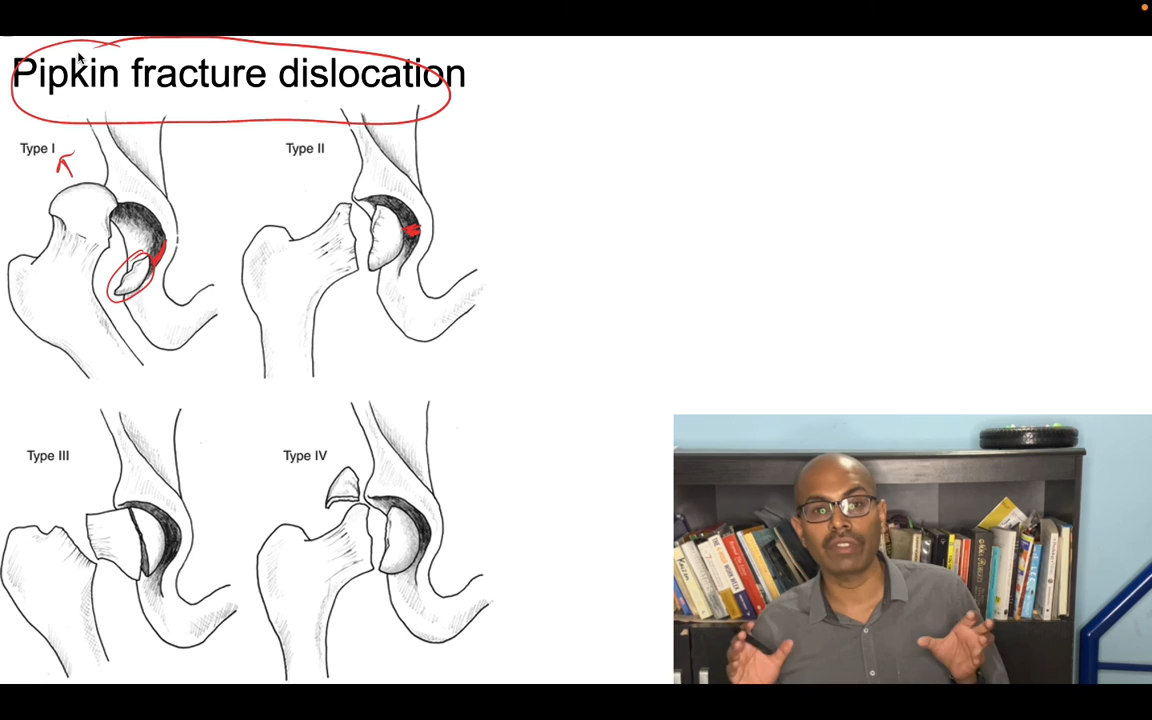 Pipkin fracture dislocation
Type I
Type II
Type III
Type IV